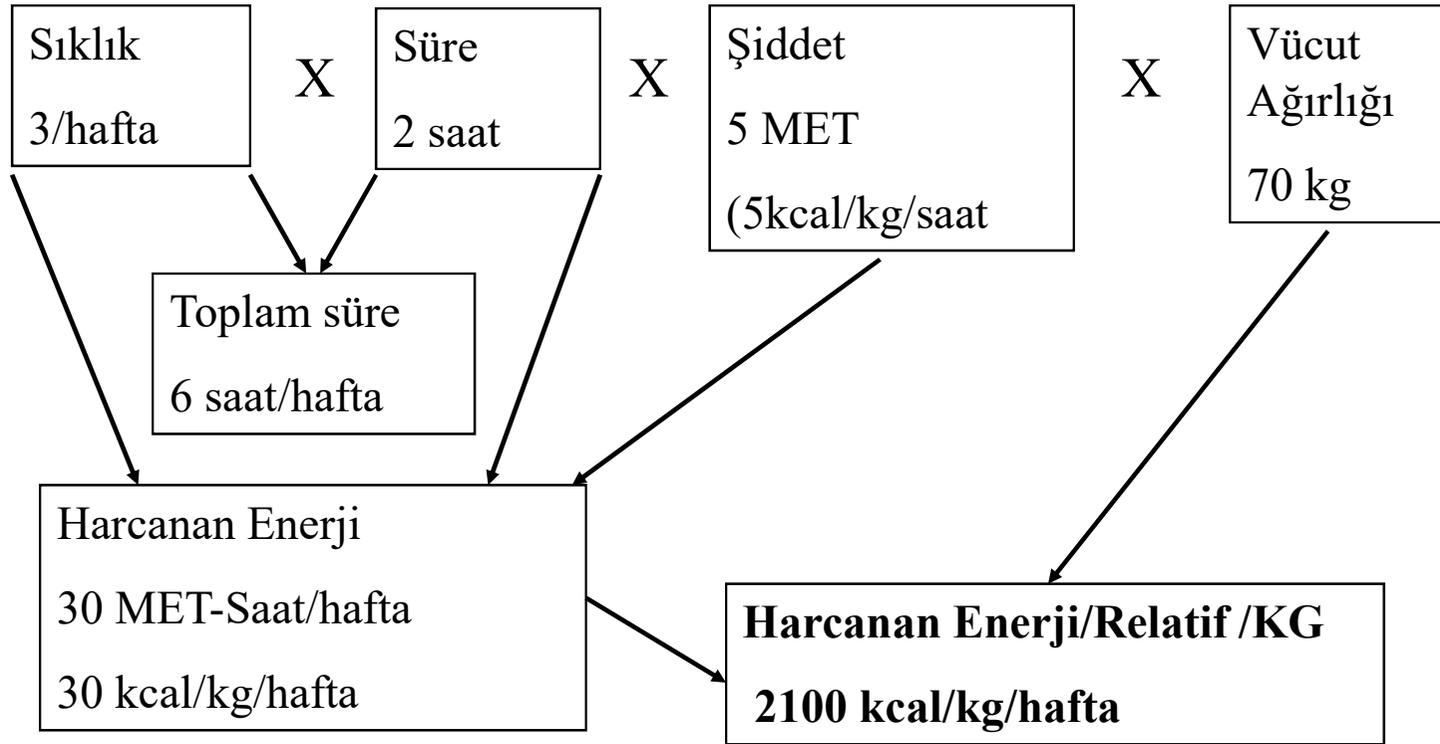 Sıklık
3/hafta
X
Süre
2 saat
X
Şiddet
5 MET
(5kcal/kg/saat
X
Vücut
Ağırlığı
70 kg
Toplam süre
6 saat/hafta
Harcanan Enerji
30 MET-Saat/hafta
30 kcal/kg/hafta
Harcanan Enerji/Relatif /KG
2100 kcal/kg/hafta